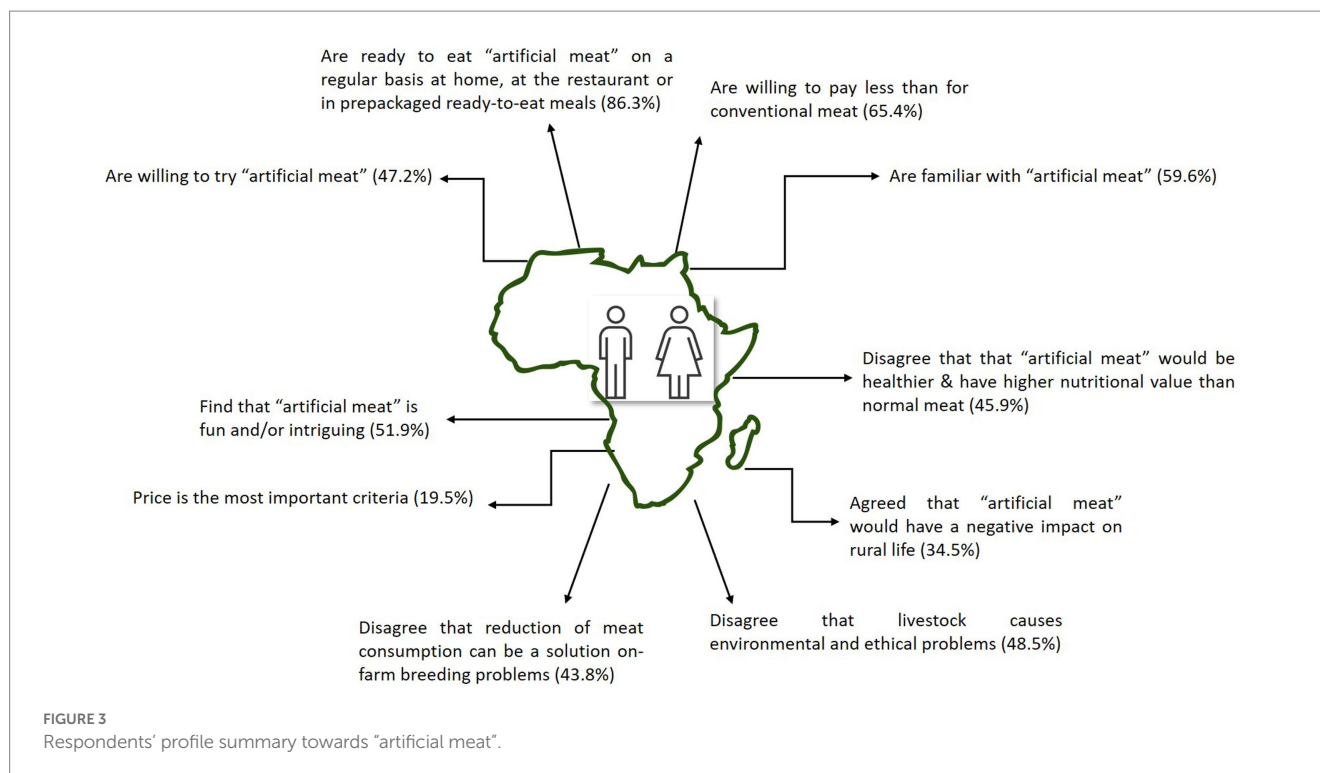 Are ready to eat “artificial meat” on a
regular basis at home, at the restaurant or
in prepackaged ready-to-eat meals (86.3%)
Are willing to pay less than for
conventional meat (65.4%)
Are willing to try “artificial meat” (47.2%)
Are familiar with “artificial meat” (59.6%)
Disagree that that “artificial meat” would be
healthier & have higher nutritional value than
normal meat (45.9%)
Find that “artificial meat” is
fun and/or intriguing (51.9%)
Price is the most important criteria (19.5%)
Agreed that “artificial meat”
would have a negative impact on
rural life (34.5%)
Disagree that reduction of meat
consumption can be a solution on-
farm breeding problems (43.8%)
Disagree that livestock causes
environmental and ethical problems (48.5%)
FIGURE 3
Respondents’ profile summary towards “artificial meat“.